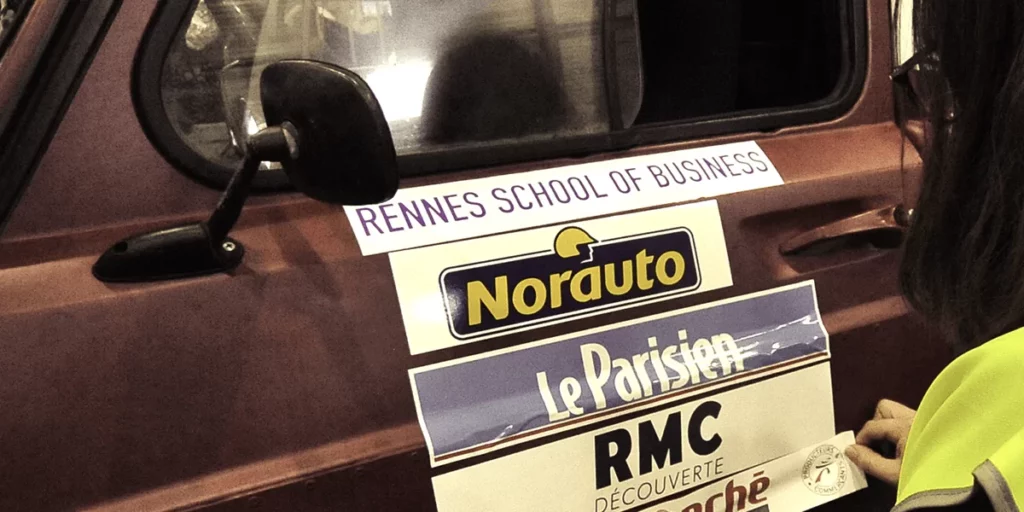 RENNES SCHOOL OF BUSINESS
Norauto
Le Parisien
RMC
DÉCOUVERTE